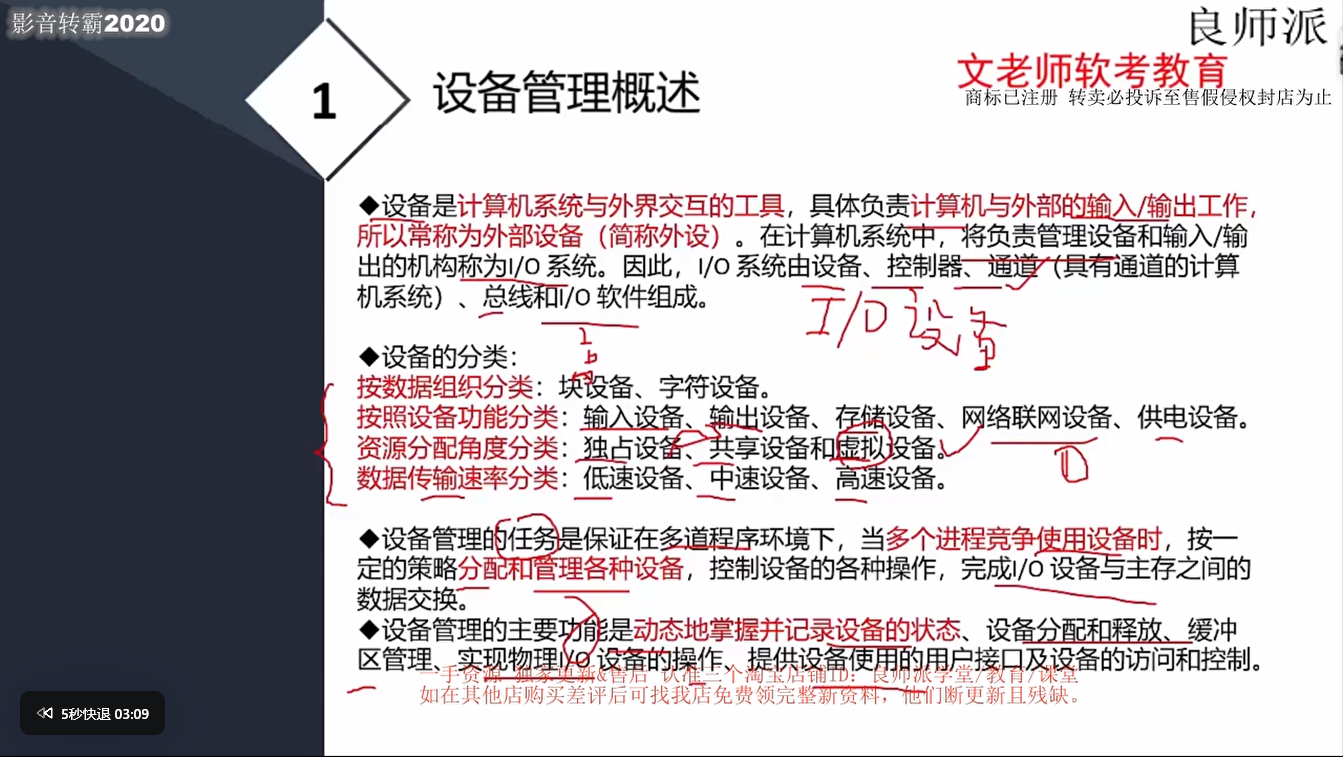 影音转霸2020
良师派
文老师软考教育
商标已注册 转卖必投诉至售假侵权封店为止
1
设备管理概述
◆设备是计算机系统与外界交互的工具，具体负责计算机与外部的输入/输出工作，
所以常称为外部设备（简称外设）。在计算机系统中，将负责管理设备和输入/输
出的机构称为I/O 系统。因此，I/O 系统由设备、控制器、通道（具有通道的计算
机系统）、总线和I/O 软件组成。
I/O 设备
◆设备的分类：
按数据组织分类：块设备、字符设备。
按照设备功能分类：输入设备、输出设备、存储设备、网络联网设备、供电设备。
资源分配角度分类：独占设备、共享设备和虚拟设备。
数据传输速率分类：低速设备、中速设备、高速设备。
◆设备管理的任务是保证在多道程序环境下，当多个进程竞争使用设备时，按一
定的策略分配和管理各种设备，控制设备的各种操作，完成I/O 设备与主存之间的
数据交换。
◆设备管理的主要功能是动态地掌握并记录设备的状态、设备分配和释放、缓冲
区管理、实现物理I/O 设备的操作、提供设备使用的用户接口及设备的访问和控制。
一手资源 独家更新&售后 认准三个淘宝店铺ID：良师派学堂/教育/课堂
如在其他店购买差评后可找我店免费领完整新资料，他们断更新且残缺。
5秒快退 03:09